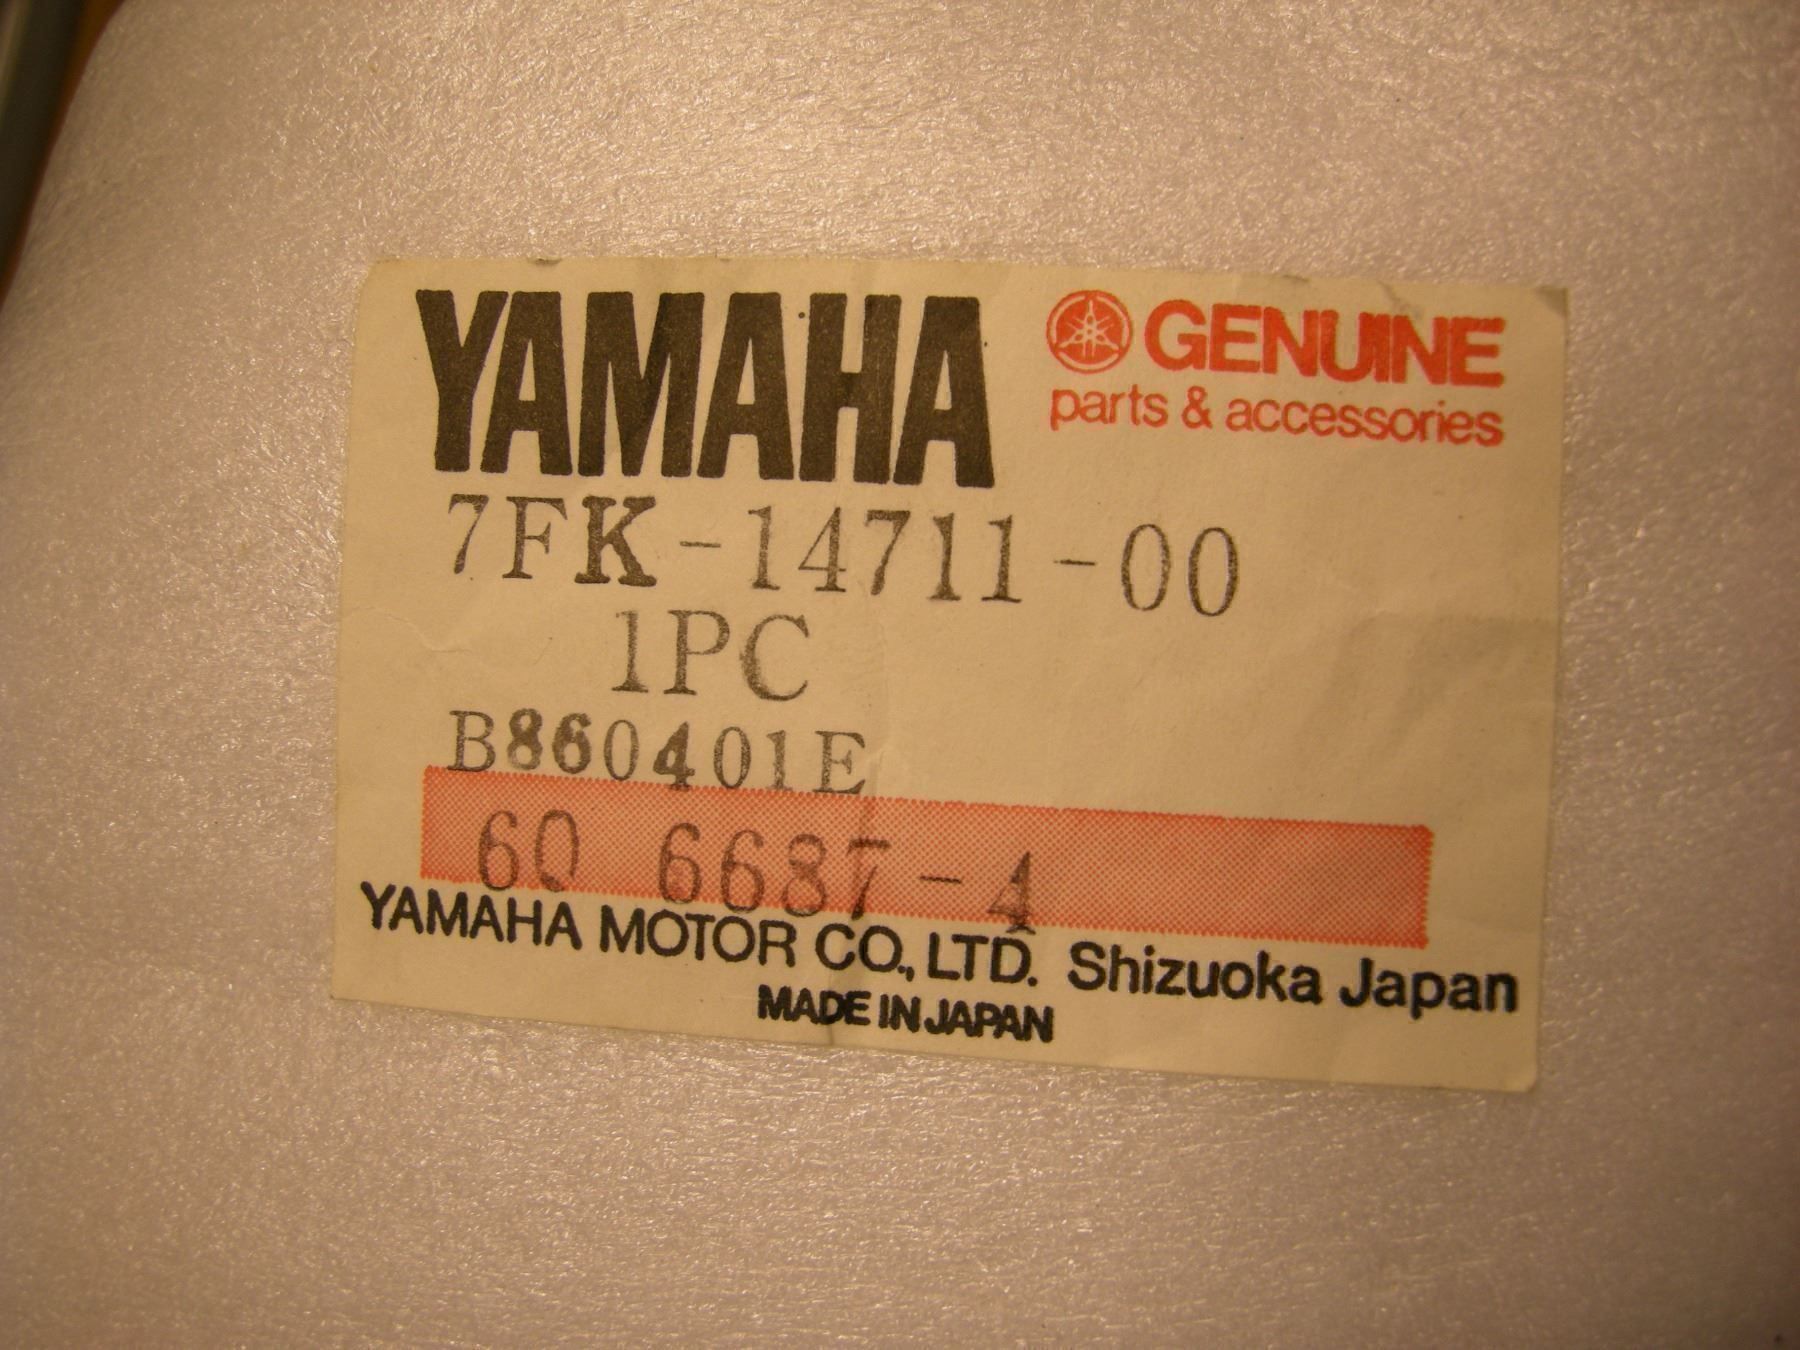 YAMAHA GENUINE
parts & accessories
7FK-14711-00
1PC
B860401E
60 6687-4
YAMAHA MOTOR CO., LTD. Shizuoka Japan
MADE IN JAPAN